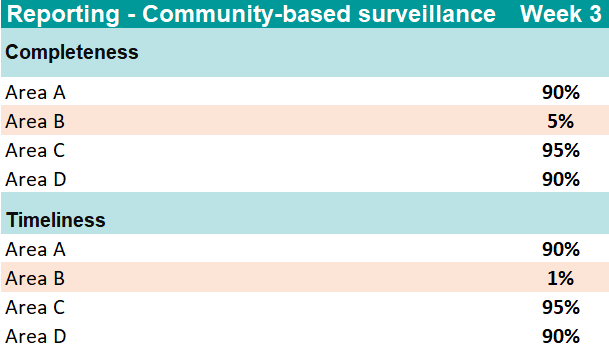 Reporting - Community-based surveillance Week 3
Completeness
Area A 90%
Area B 5%
Area C 95%
Area D 90%
Timeliness
Area A 90%
Area B 1%
Area C 95%
Area D 90%